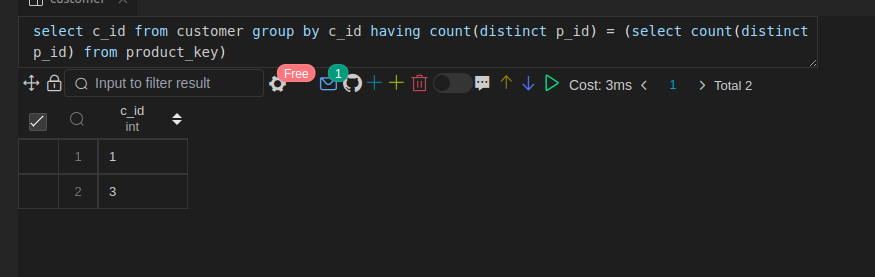 customer
select c_id from customer group by c_id having count(distinct p_id) = (select count(distinct
p_id) from product_key)
Input to filter result
Free
1
Cost: 3ms
1
Total 2
c_id
int
1 1
2 3